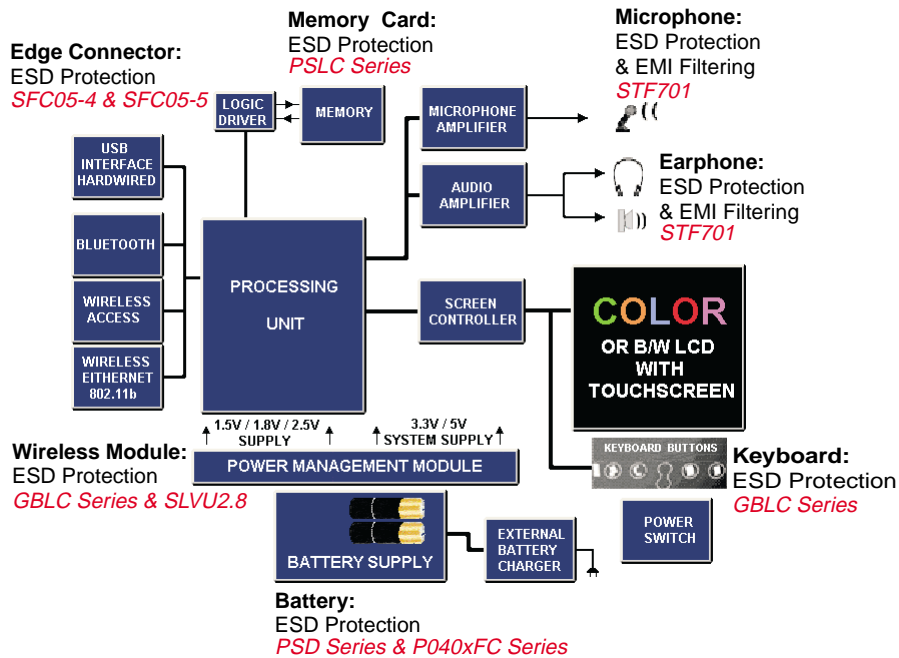 Memory Card:
ESD Protection
PSLC Series
Microphone:
ESD Protection
& EMI Filtering
STF701
Edge Connector:
ESD Protection
SFC05-4 & SFC05-5
LOGIC
DRIVER
MEMORY
MICROPHONE
AMPLIFIER
USB
INTERFACE
HARDWIRED
AUDIO
AMPLIFIER
Earphone:
ESD Protection
& EMI Filtering
STF701
BLUETOOTH
WIRELESS
ACCESS
WIRELESS
EITHERNET
802.11b
PROCESSING
UNIT
SCREEN
CONTROLLER
COLOR
OR B/W LCD
WITH
TOUCHSCREEN
1.5V / 1.8V / 2.5V
SUPPLY
3.3V / 5V
SYSTEM SUPPLY
POWER MANAGEMENT MODULE
Wireless Module:
ESD Protection
GBLC Series & SLVU2.8
KEYBOARD BUTTONS
Keyboard:
ESD Protection
GBLC Series
BATTERY SUPPLY
EXTERNAL
BATTERY
CHARGER
POWER
SWITCH
Battery:
ESD Protection
PSD Series & P040xFC Series